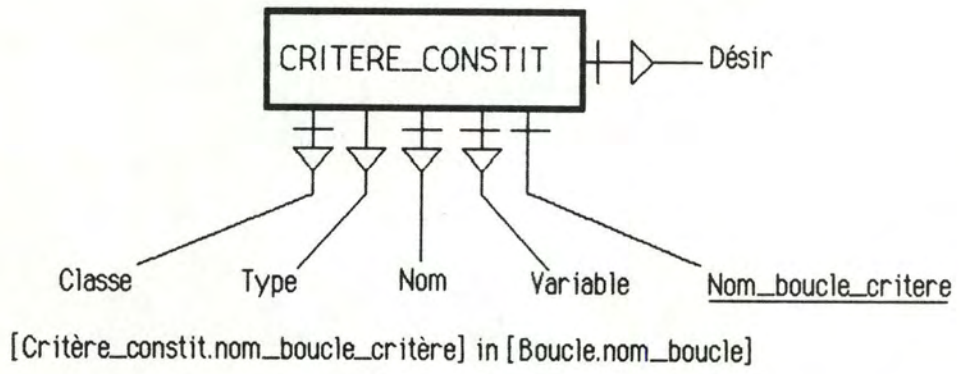 CRITERE_CONSTIT
Désir
Classe
Type
Nom
Variable
Nom_boucle_critere
[Critère_constit.nom_boucle_critère] in [Boucle.nom_boucle]